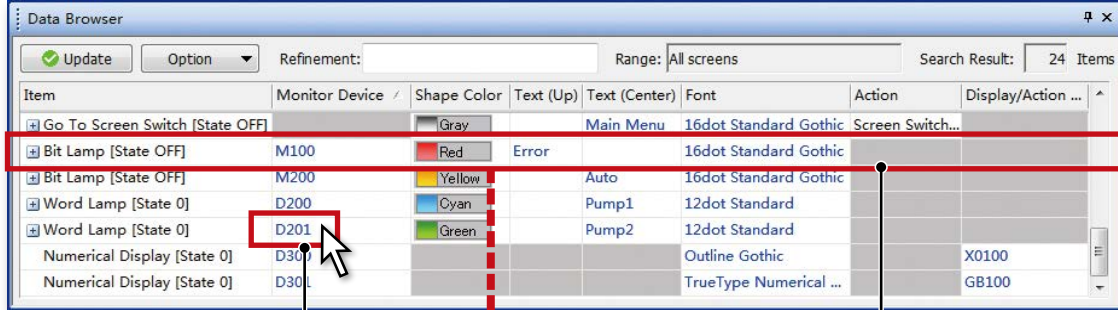 Data Browser
Update Option Refinement: Range: All screens Search Result: 24 Items
Item Monitor Device Shape Color Text (Up) Text (Center) Font Action Display/Action ...
Go To Screen Switch [State OFF] Gray Main Menu 16dot Standard Gothic Screen Switch...
Bit Lamp [State OFF] M100 Red Error 16dot Standard Gothic
Bit Lamp [State OFF] M200 Yellow Auto 16dot Standard Gothic
Word Lamp [State 0] D200 Cyan Pump1 12dot Standard
Word Lamp [State 0] D201 Green Pump2 12dot Standard
Numerical Display [State 0] D300 Outline Gothic X0100
Numerical Display [State 0] D301 TrueType Numerical ... GB100